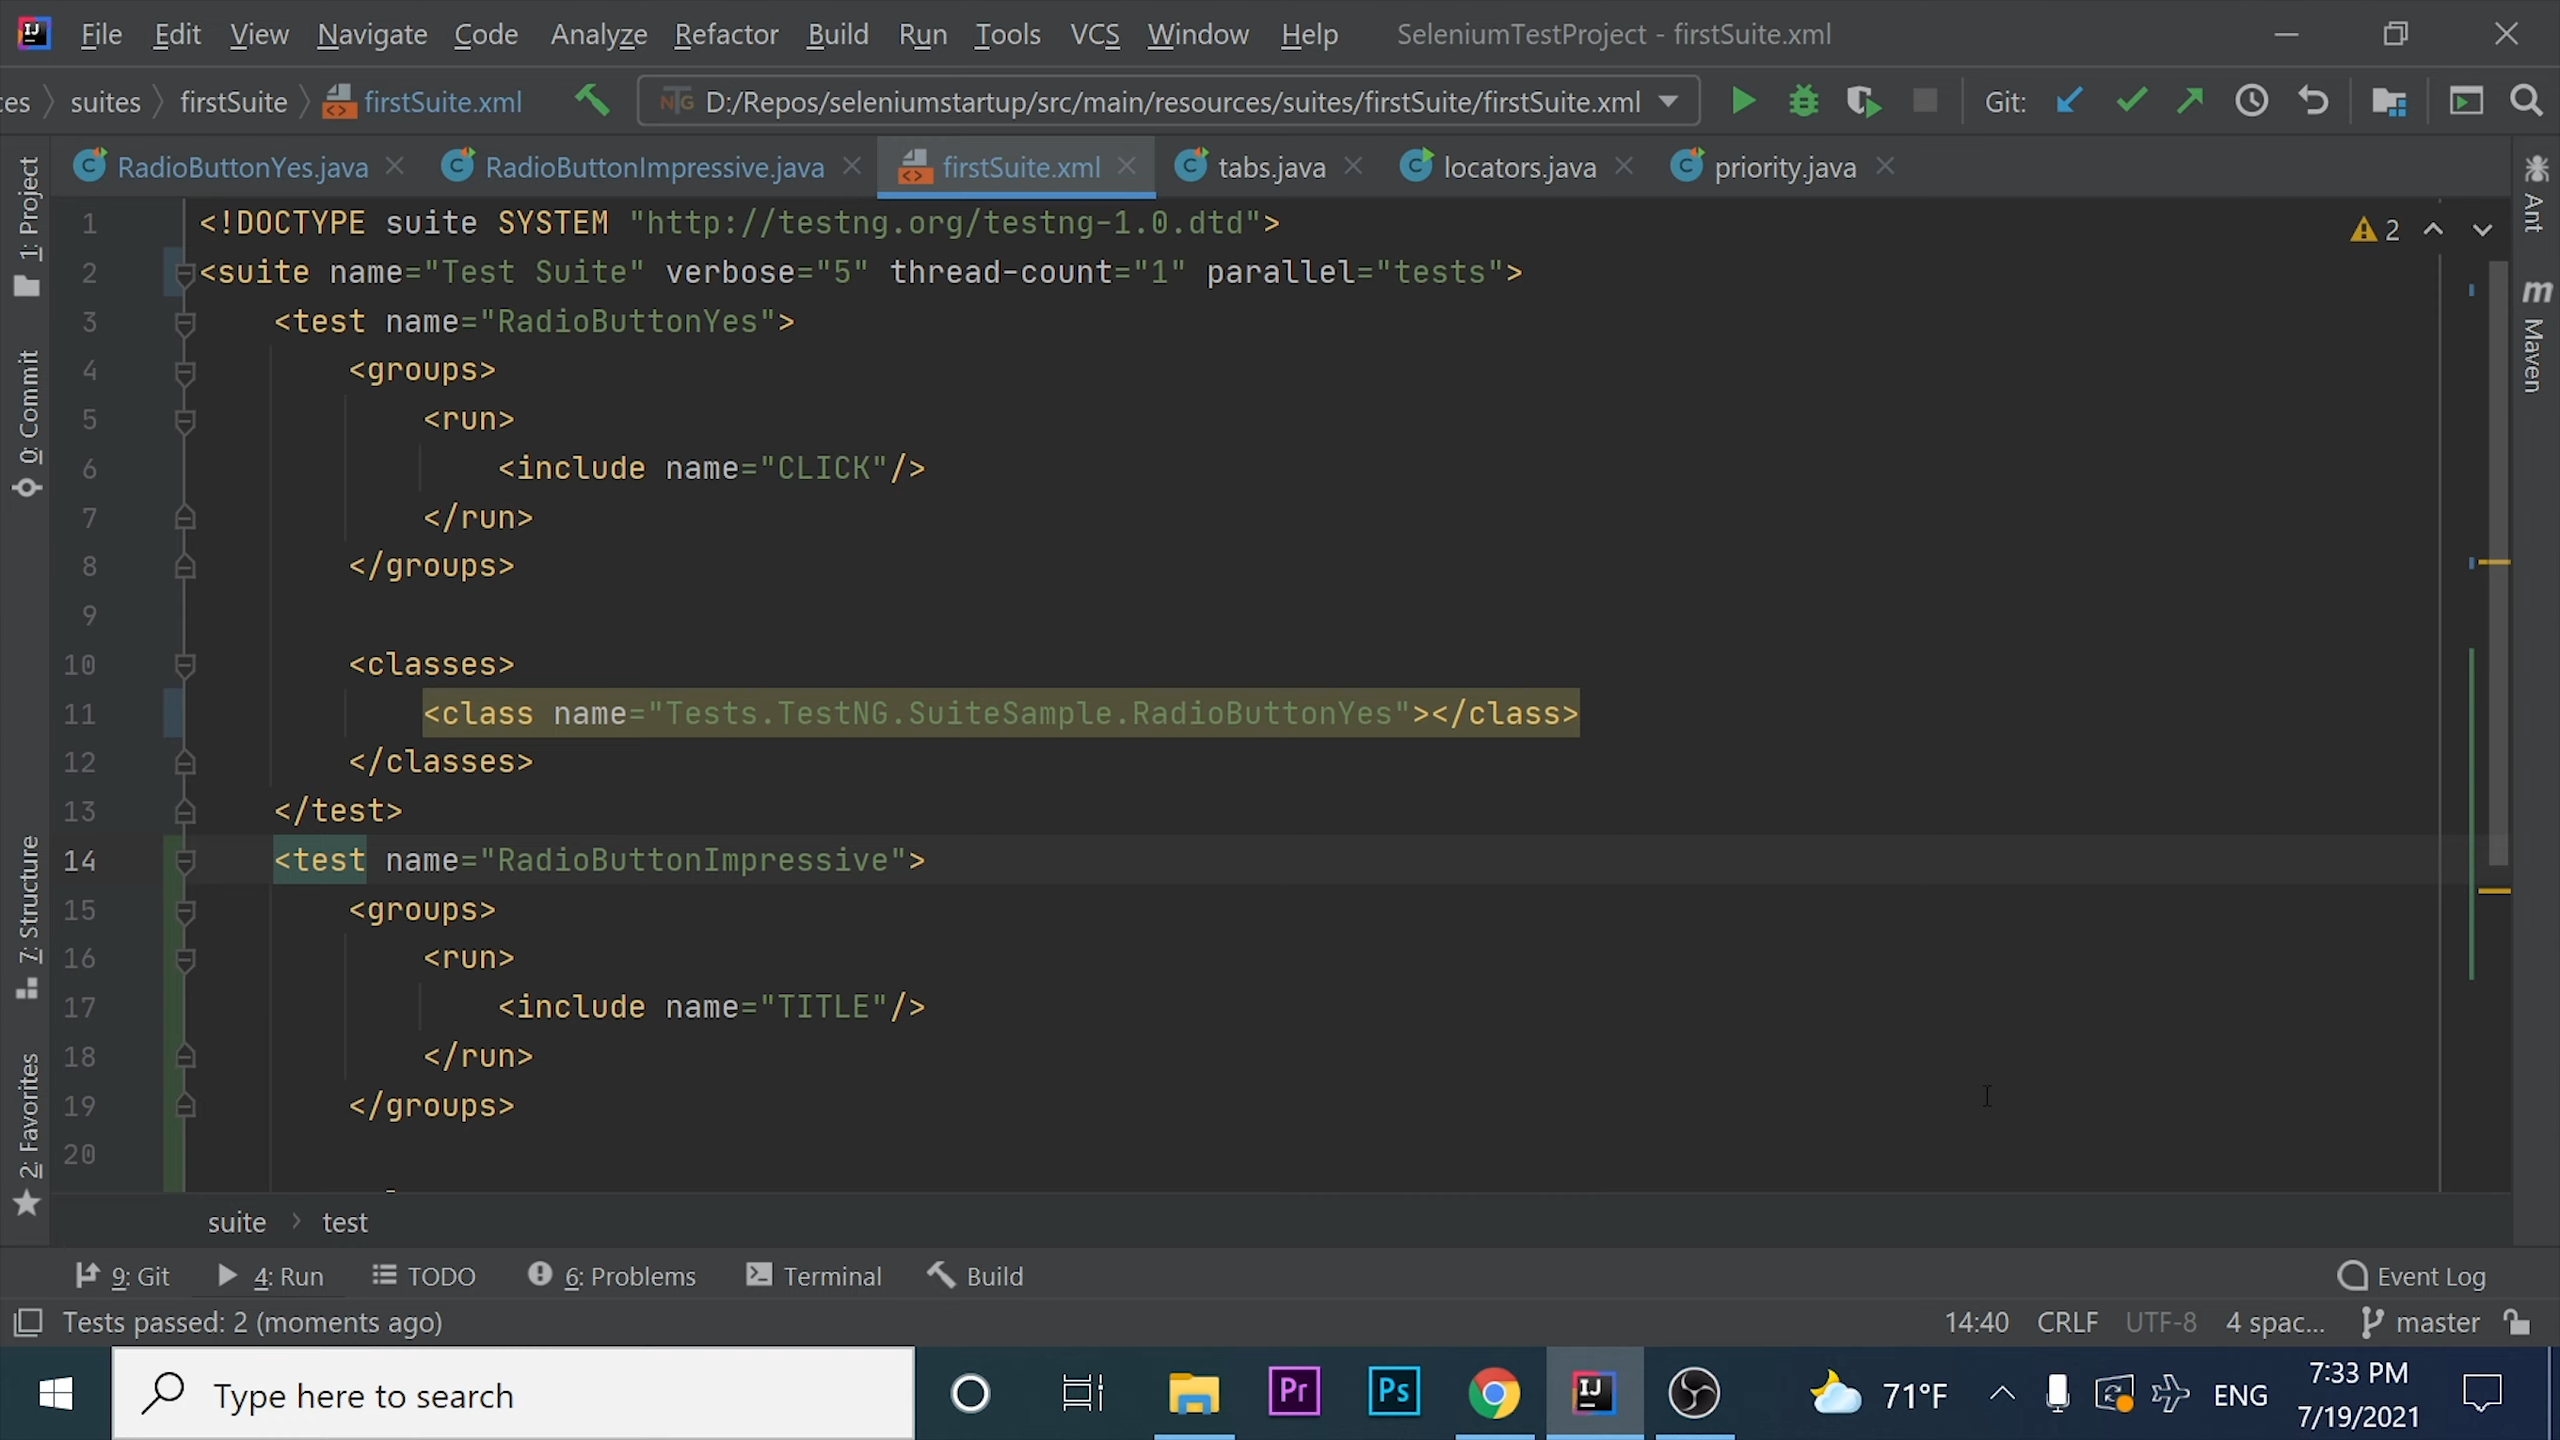 File Edit View Navigate Code Analyze Refactor Build Run Tools VCS Window Help SeleniumTestProject - firstSuite.xml
ces suites firstSuite firstSuite.xml D:/Repos/seleniumstartup/src/main/resources/suites/firstSuite/firstSuite.xml Git:
RadioButtonYes.java RadioButtonImpressive.java firstSuite.xml tabs.java locators.java priority.java
1: Project
0: Commit
7: Structure
2: Favorites
Ant
Maven
2
1 <!DOCTYPE suite SYSTEM "http://testng.org/testng-1.0.dtd">
2 <suite name="Test Suite" verbose="5" thread-count="1" parallel="tests">
3 <test name="RadioButtonYes">
4 <groups>
5 <run>
6 <include name="CLICK"/>
7 </run>
8 </groups>
9
10 <classes>
11 <class name="Tests.TestNG.SuiteSample.RadioButtonYes"></class>
12 </classes>
13 </test>
14 <test name="RadioButtonImpressive">
15 <groups>
16 <run>
17 <include name="TITLE"/>
18 </run>
19 </groups>
20
suite test
9: Git 4: Run TODO 6: Problems Terminal Build Event Log
Tests passed: 2 (moments ago) 14:40 CRLF UTF-8 4 spac... master
Type here to search Pr Ps IJ 71°F ENG 7:33 PM
7/19/2021